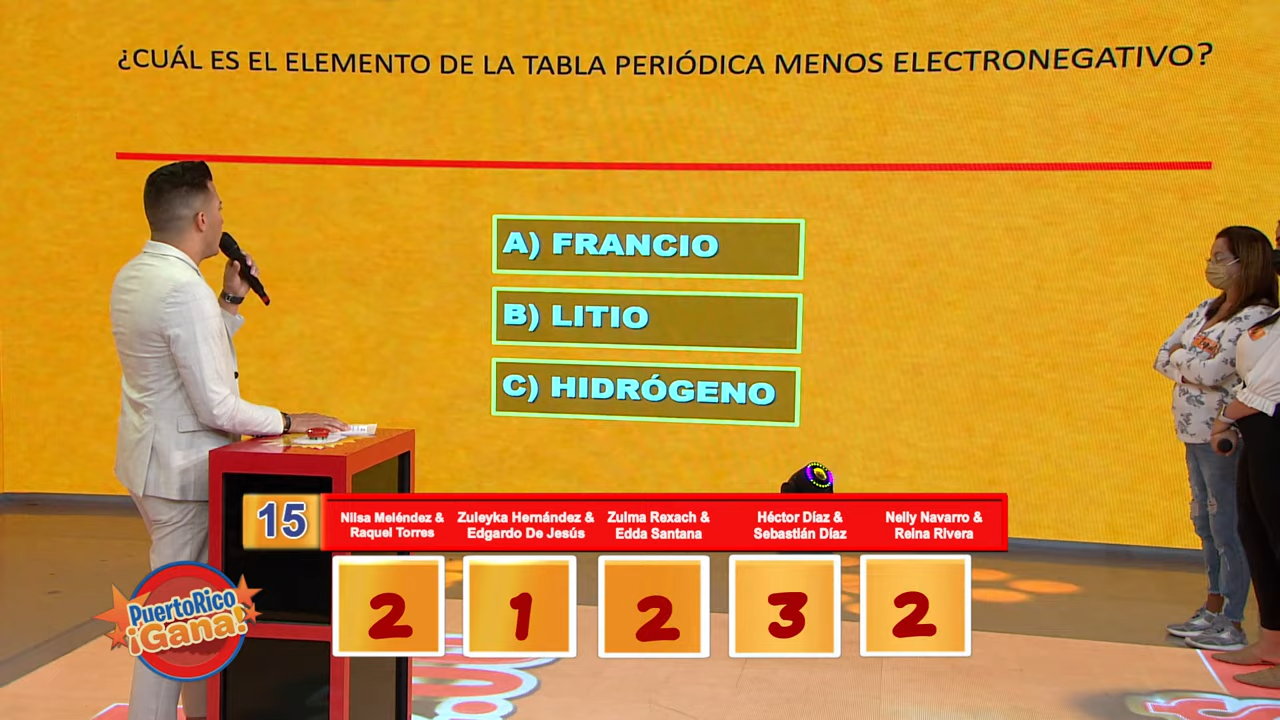 ¿CUÁL ES EL ELEMENTO DE LA TABLA PERIÓDICA MENOS ELECTRONEGATIVO?
A) FRANCIO
B) LITIO
C) HIDRÓGENO
15
Nilsa Meléndez &
Raquel Torres
Zuleyka Hernández &
Edgardo De Jesús
Zulma Rexach &
Edda Santana
Héctor Díaz &
Sebastián Díaz
Nelly Navarro &
Reina Rivera
2
1
2
3
2
PuertoRico
¡Gana!